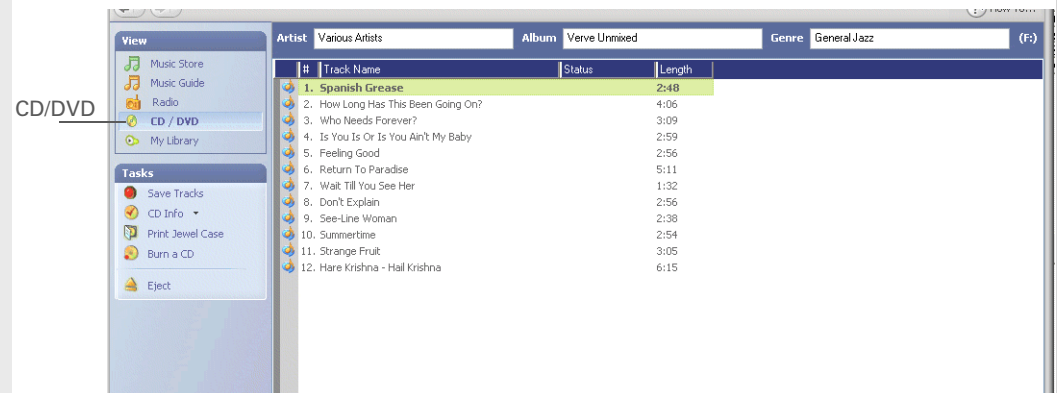 How To...
View
Artist Various Artists Album Verve Unmixed Genre General Jazz (F:)
Music Store
Music Guide
Radio
CD / DVD
My Library
CD/DVD
# Track Name Status Length
1. Spanish Grease 2:48
2. How Long Has This Been Going On? 4:06
3. Who Needs Forever? 3:09
4. Is You Is Or Is You Ain't My Baby 2:59
5. Feeling Good 2:56
6. Return To Paradise 5:11
7. Wait Till You See Her 1:32
8. Don't Explain 2:56
9. See-Line Woman 2:38
10. Summertime 2:54
11. Strange Fruit 3:05
12. Hare Krishna - Hail Krishna 6:15
Tasks
Save Tracks
CD Info
Print Jewel Case
Burn a CD
Eject